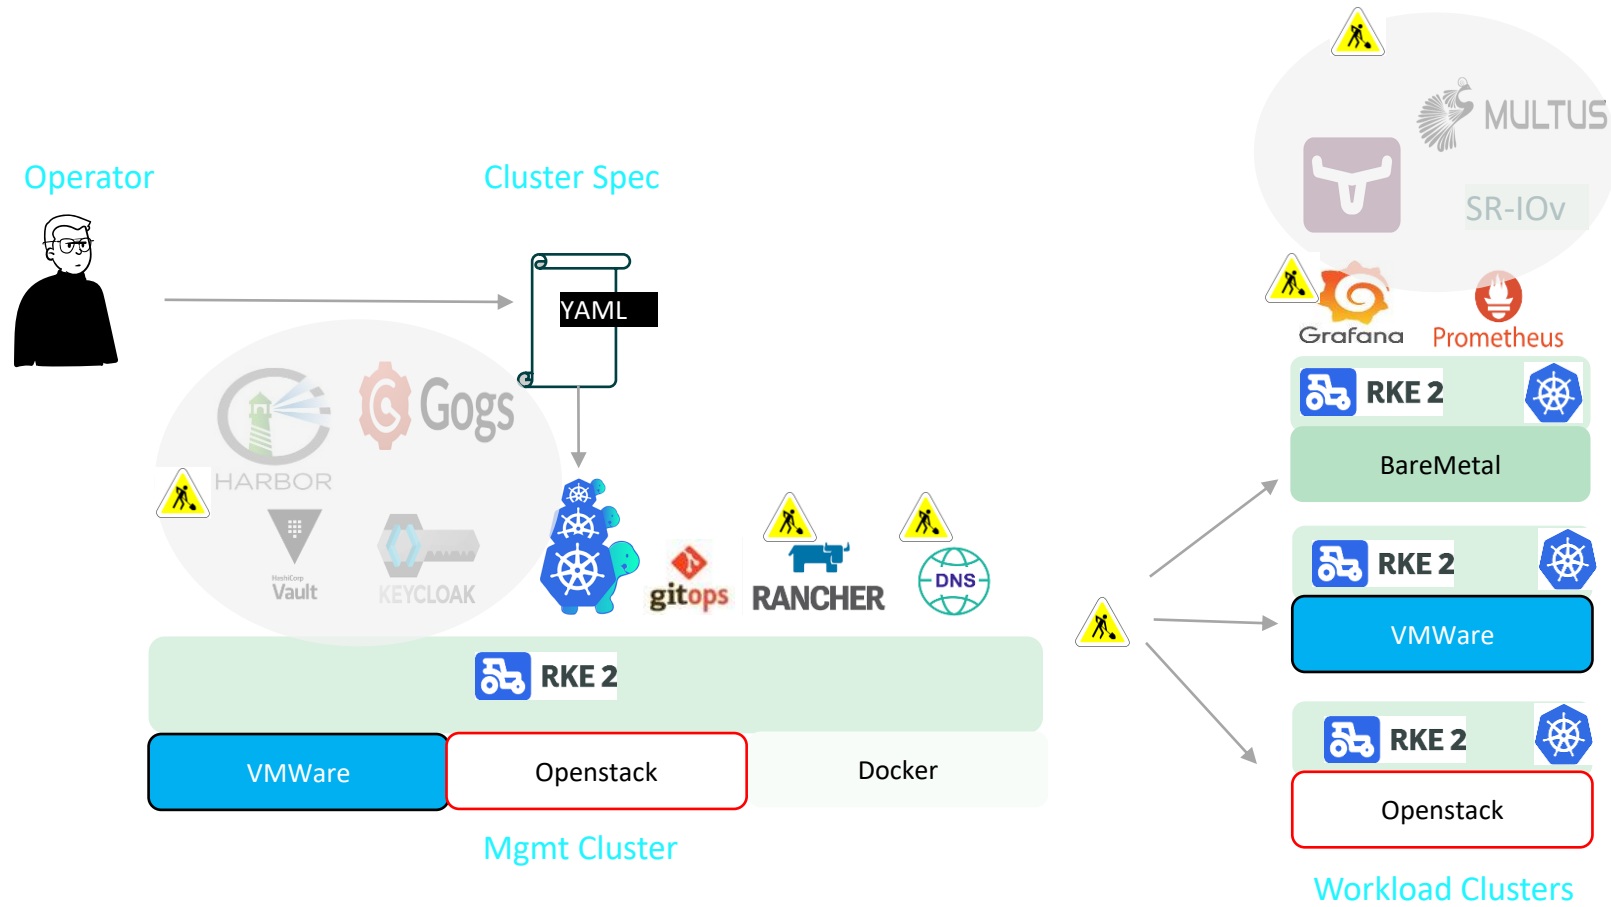 Operator
Cluster Spec
YAML
MULTUS
SR-IOv
Grafana
Prometheus
RKE 2
BareMetal
HARBOR
Gogs
HashiCorp
Vault
KEYCLOAK
gitops
RANCHER
DNS
RKE 2
VMWare
RKE 2
VMWare
Openstack
Docker
RKE 2
Openstack
Mgmt Cluster
Workload Clusters